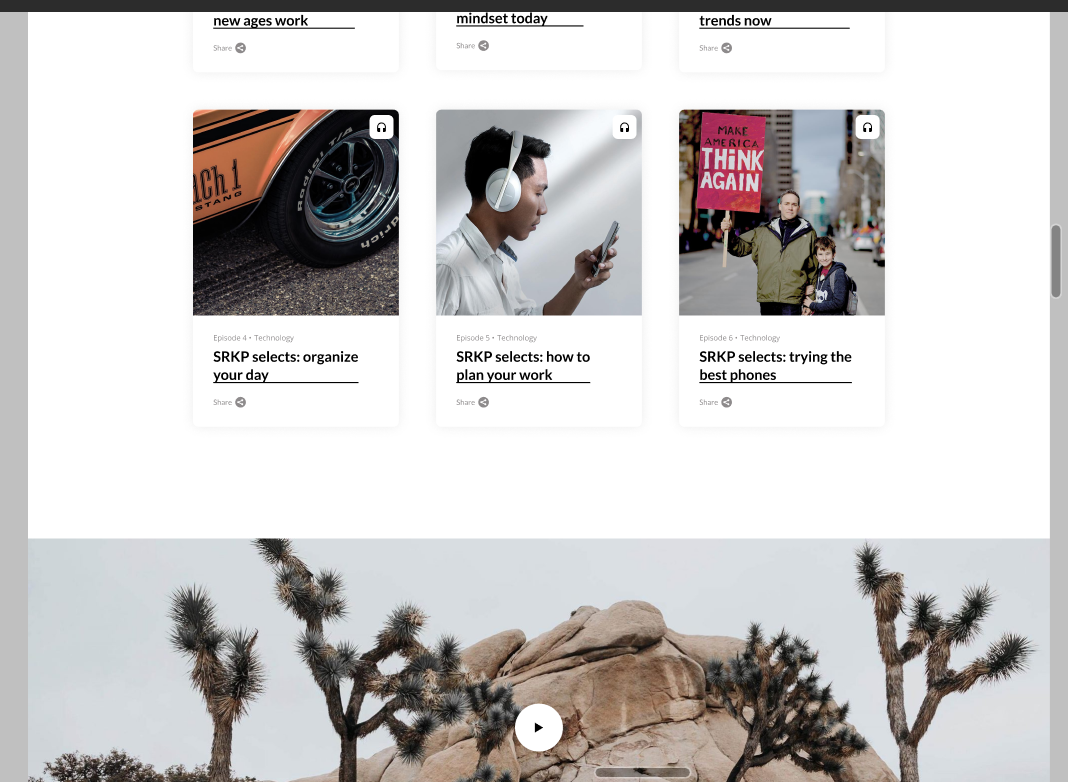 new ages work
mindset today
trends now
Share
Share
Share
ach 1
STANG
Radial T/A
drich
MAKE
AMERICA
THiNK
AGAIN
Episode 4 • Technology
SRKP selects: organize
your day
Share
Episode 5 • Technology
SRKP selects: how to
plan your work
Share
Episode 6 • Technology
SRKP selects: trying the
best phones
Share